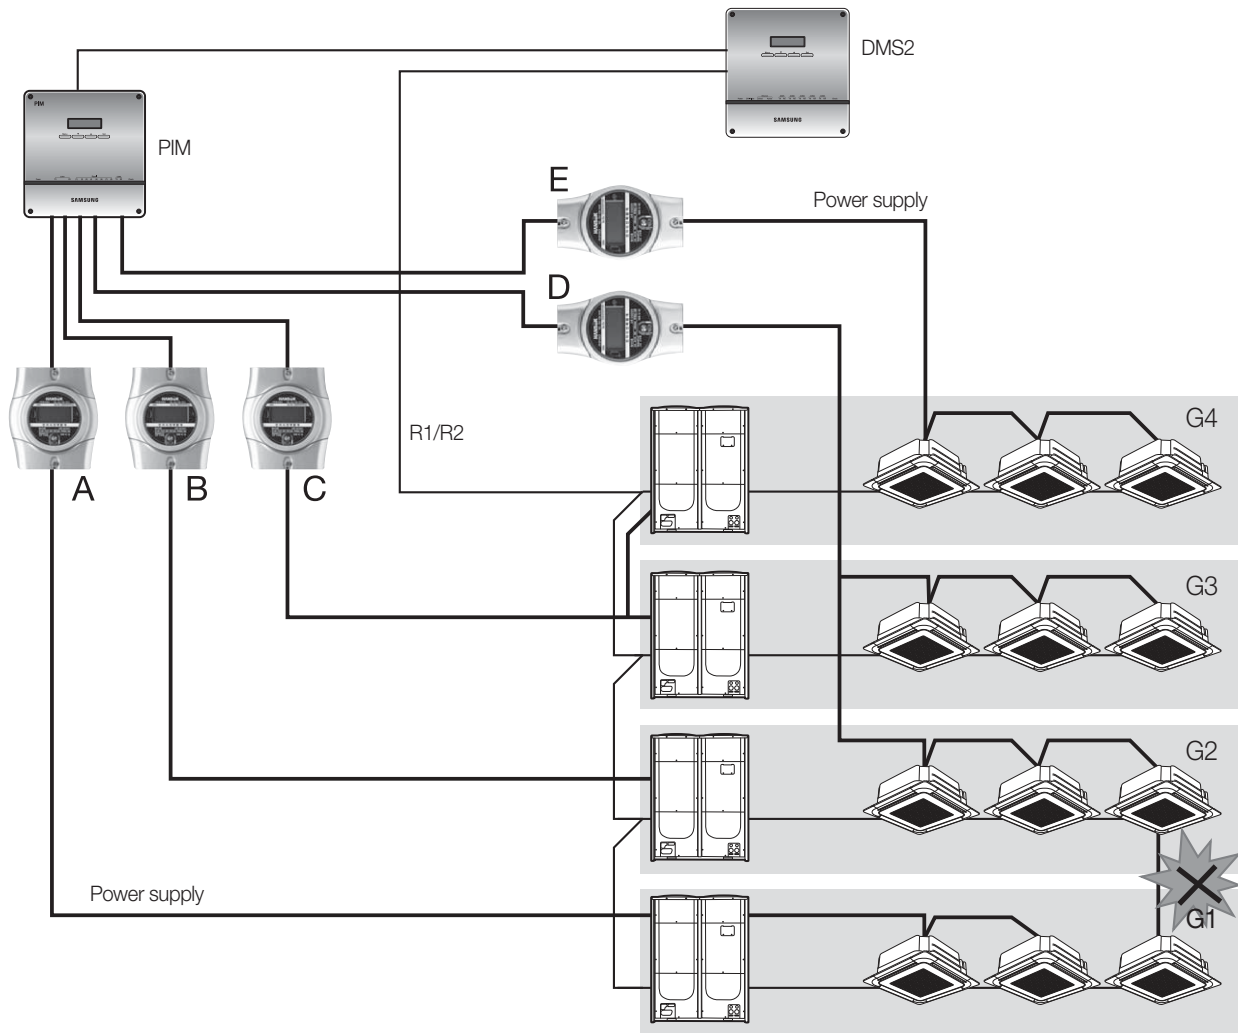 DMS2
SAMSUNG
PIM
PIM
SAMSUNG
E
Power supply
D
R1/R2
G4
A
B
C
G3
G2
Power supply
G1